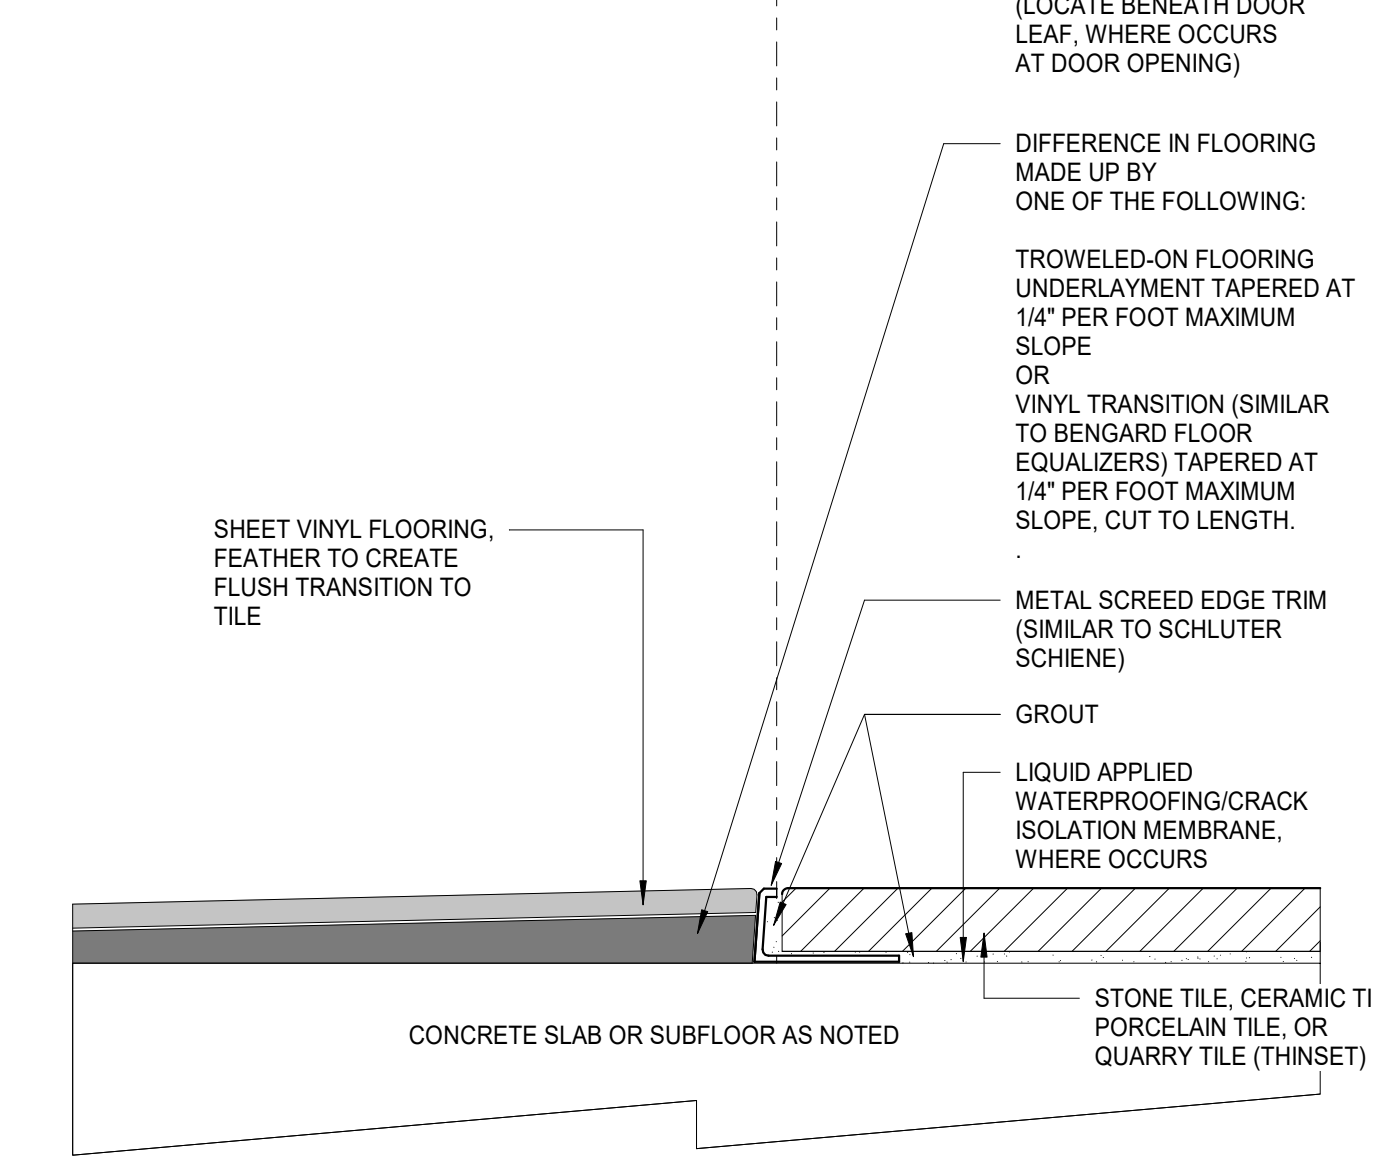 (LOCATE BENEATH DOOR
LEAF, WHERE OCCURS
AT DOOR OPENING)
DIFFERENCE IN FLOORING
MADE UP BY
ONE OF THE FOLLOWING:
TROWELED-ON FLOORING
UNDERLAYMENT TAPERED AT
1/4" PER FOOT MAXIMUM
SLOPE
OR
VINYL TRANSITION (SIMILAR
TO BENGARD FLOOR
EQUALIZERS) TAPERED AT
1/4" PER FOOT MAXIMUM
SLOPE, CUT TO LENGTH.
.
SHEET VINYL FLOORING,
FEATHER TO CREATE
FLUSH TRANSITION TO
TILE
METAL SCREED EDGE TRIM
(SIMILAR TO SCHLUTER
SCHIENE)
GROUT
LIQUID APPLIED
WATERPROOFING/CRACK
ISOLATION MEMBRANE,
WHERE OCCURS
STONE TILE, CERAMIC TI
PORCELAIN TILE, OR
QUARRY TILE (THINSET)
CONCRETE SLAB OR SUBFLOOR AS NOTED